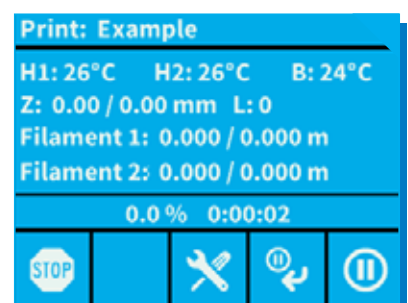 Print: Example
H1: 26°C H2: 26°C B: 24°C
Z: 0.00 / 0.00 mm L: 0
Filament 1: 0.000 / 0.000 m
Filament 2: 0.000 / 0.000 m
0.0 % 0:00:02
STOP